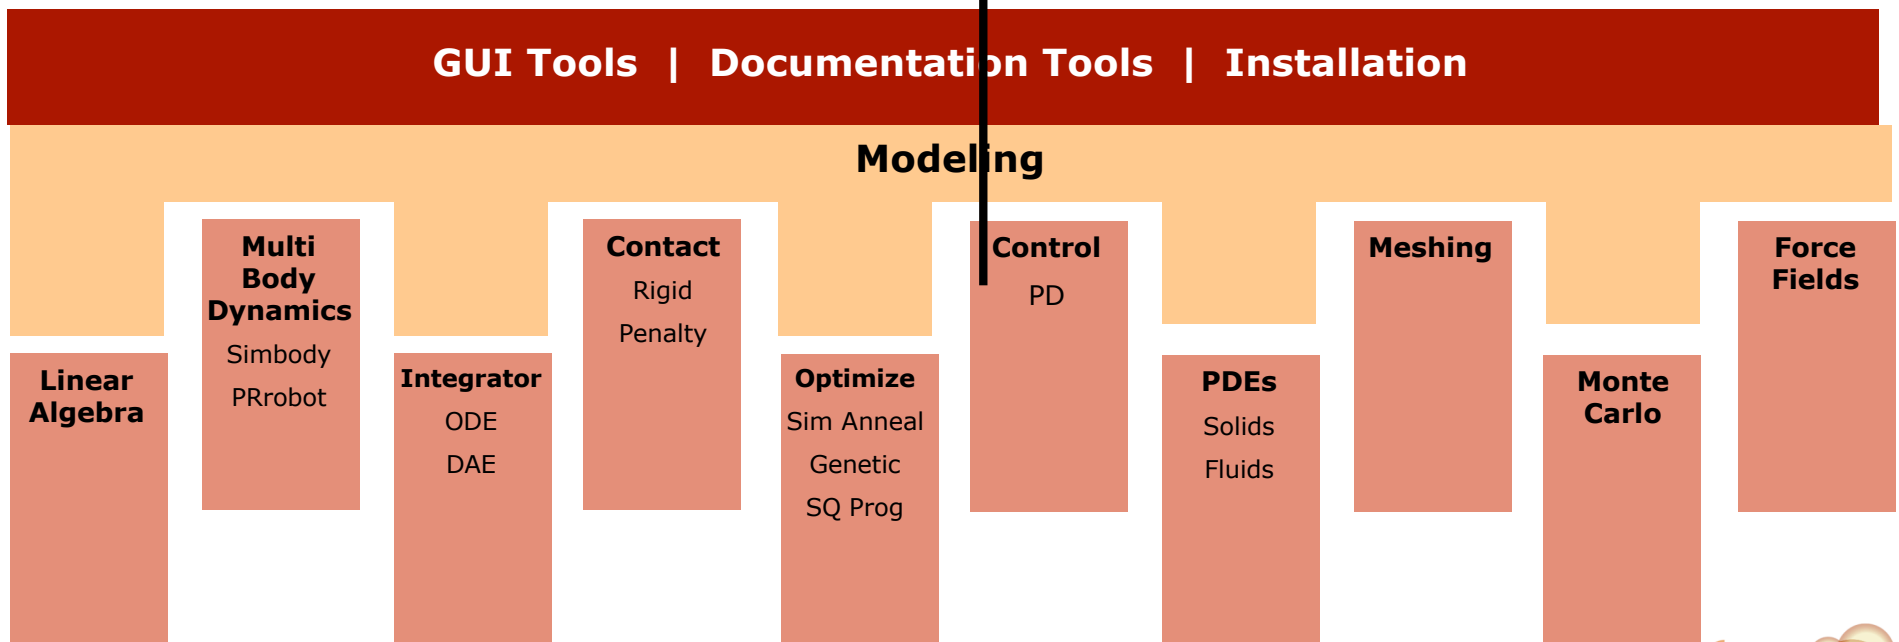 GUI Tools | Documentation Tools | Installation
Modeling
Linear
Algebra
Multi
Body
Dynamics
Simbody
PRrobot
Integrator
ODE
DAE
Contact
Rigid
Penalty
Optimize
Sim Anneal
Genetic
SQ Prog
Control
PD
PDEs
Solids
Fluids
Meshing
Monte
Carlo
Force
Fields